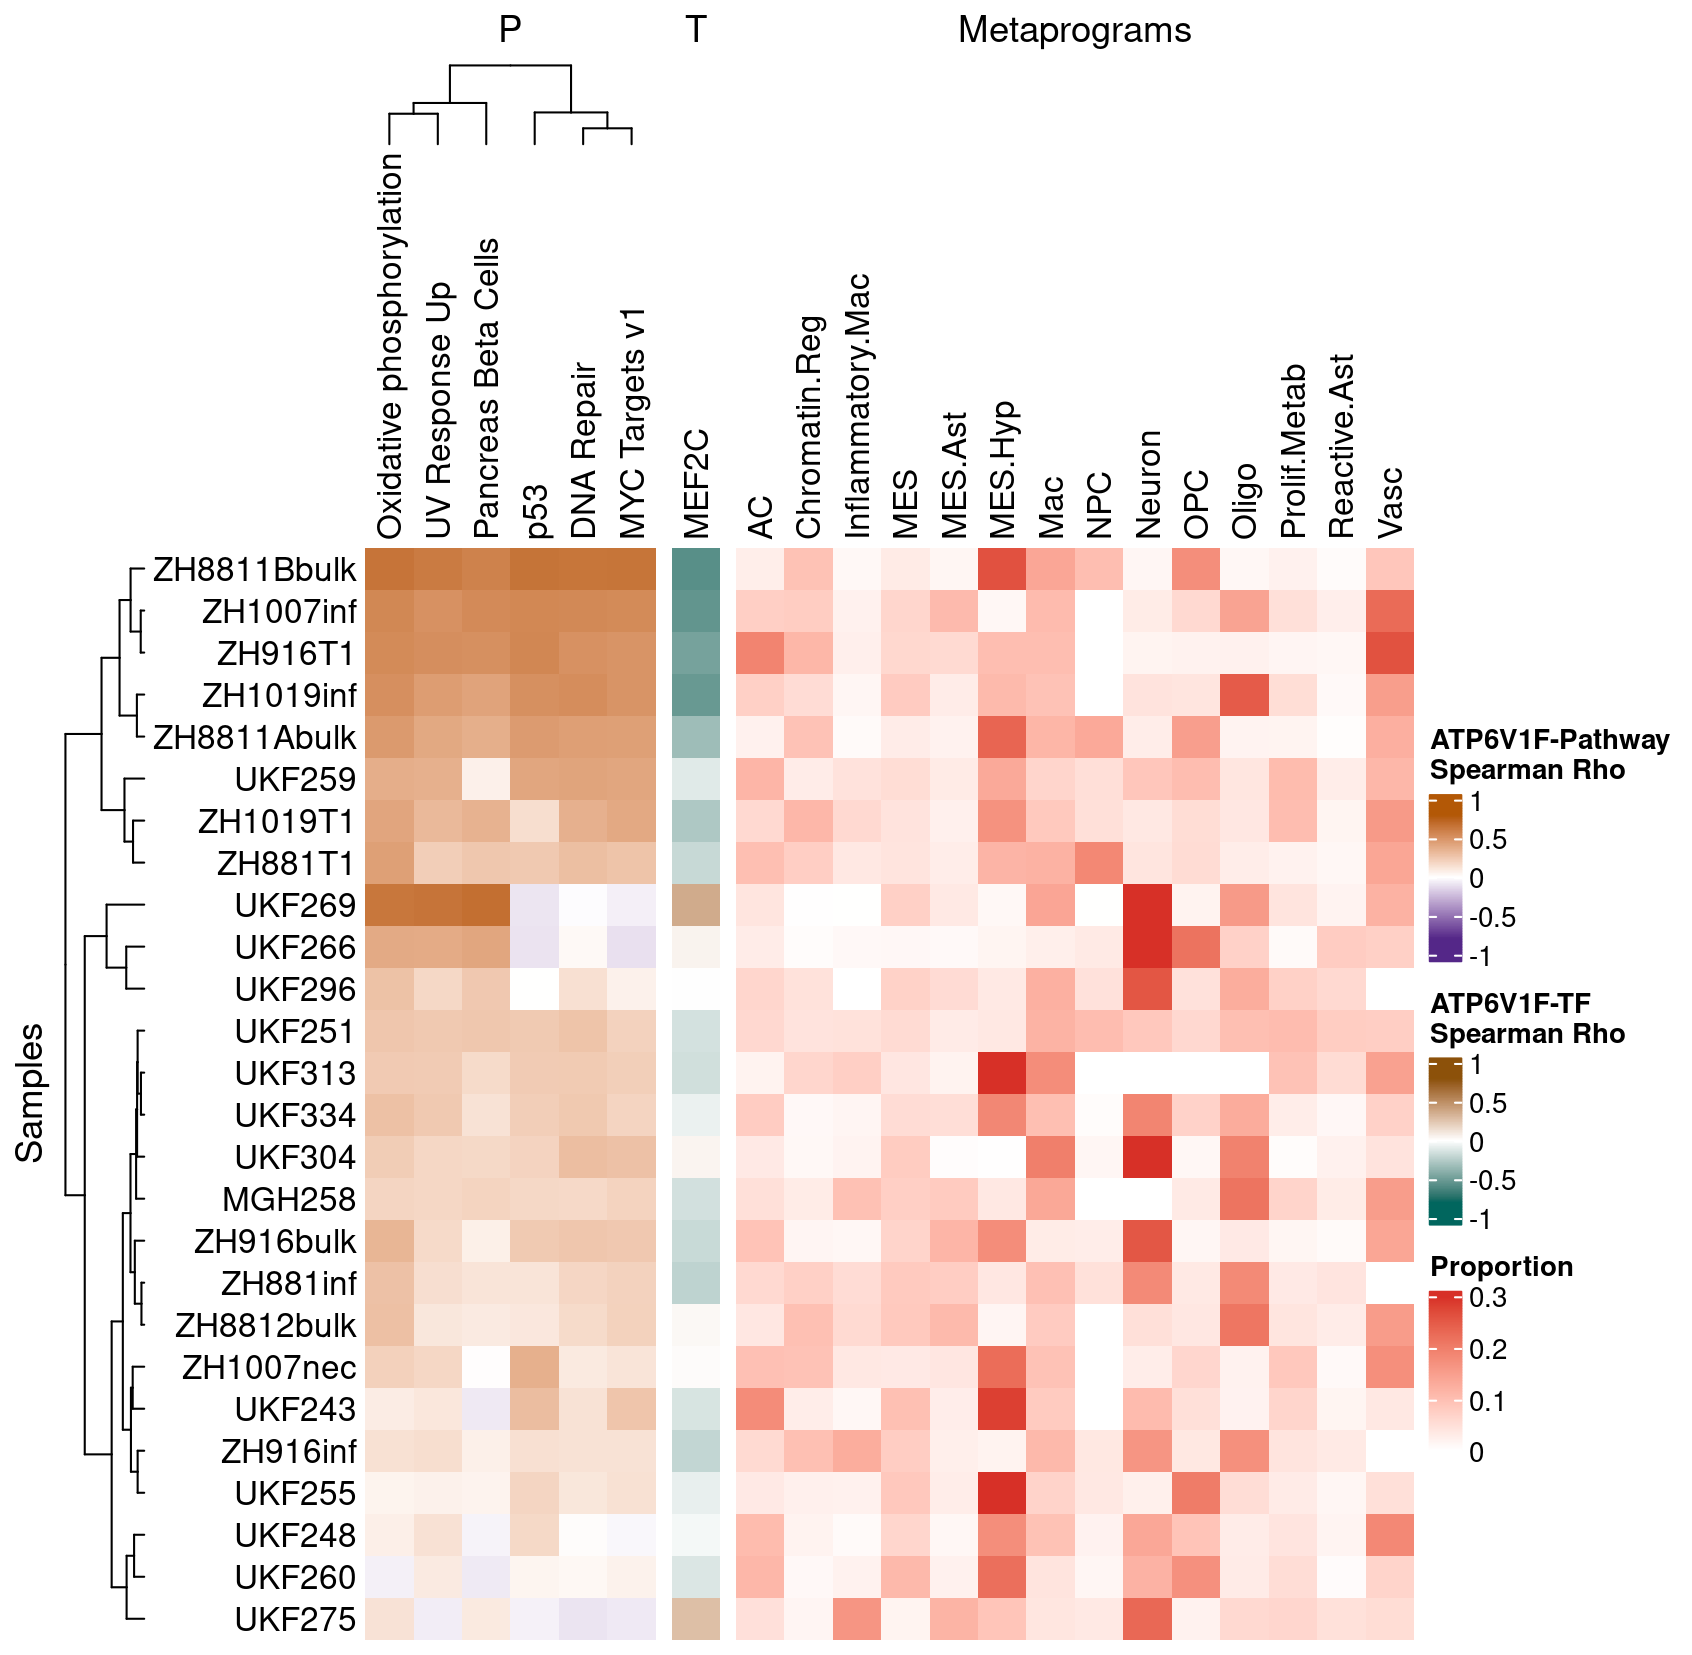 P T Metaprograms
Oxidative phosphorylation
UV Response Up
Pancreas Beta Cells
p53
DNA Repair
MYC Targets v1
MEF2C
AC
Chromatin.Reg
Inflammatory.Mac
MES
MES.Ast
MES.Hyp
Mac
NPC
Neuron
OPC
Oligo
Prolif.Metab
Reactive.Ast
Vasc
Samples
ZH8811Bbulk
ZH1007inf
ZH916T1
ZH1019inf
ZH8811Abulk
UKF259
ZH1019T1
ZH881T1
UKF269
UKF266
UKF296
UKF251
UKF313
UKF334
UKF304
MGH258
ZH916bulk
ZH881inf
ZH8812bulk
ZH1007nec
UKF243
ZH916inf
UKF255
UKF248
UKF260
UKF275
ATP6V1F-Pathway
Spearman Rho
1
0.5
0
-0.5
-1
ATP6V1F-TF
Spearman Rho
1
0.5
0
-0.5
-1
Proportion
0.3
0.2
0.1
0